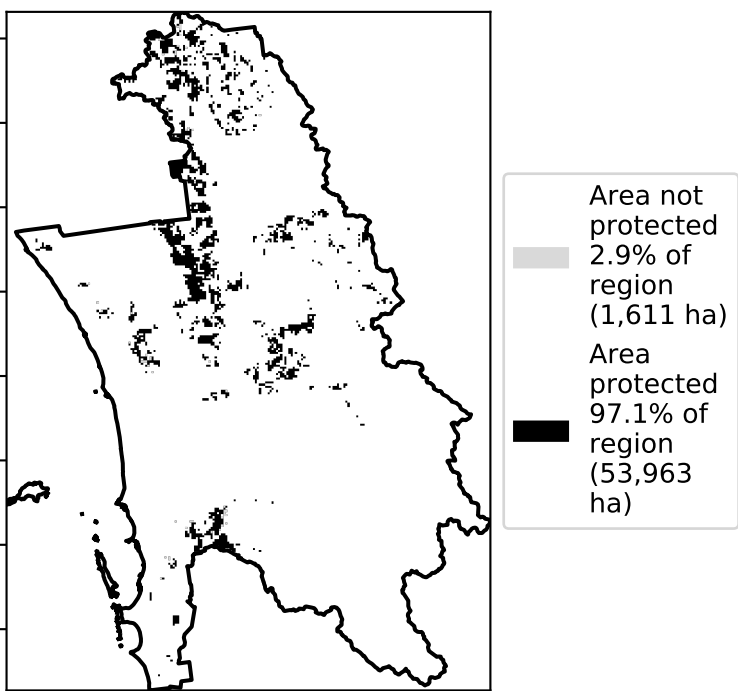 Area not
protected
2.9% of
region
(1,611 ha)
Area
protected
97.1% of
region
(53,963
ha)